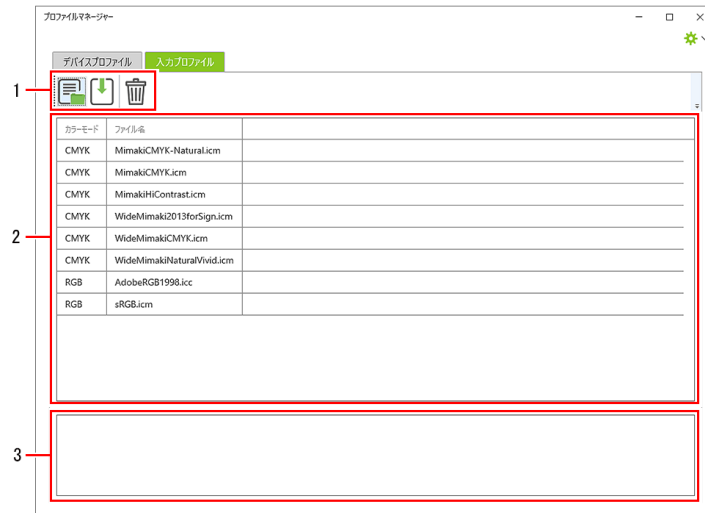 プロファイルマネージャー
デバイスプロファイル 入力プロファイル
1
カラーモード ファイル名
CMYK MimakiCMYK-Natural.icm
CMYK MimakiCMYK.icm
CMYK MimakiHiContrast.icm
CMYK WideMimaki2013forSign.icm
2
CMYK WideMimakiCMYK.icm
CMYK WideMimakiNaturalVivid.icm
RGB AdobeRGB1998.icc
RGB sRGB.icm
3